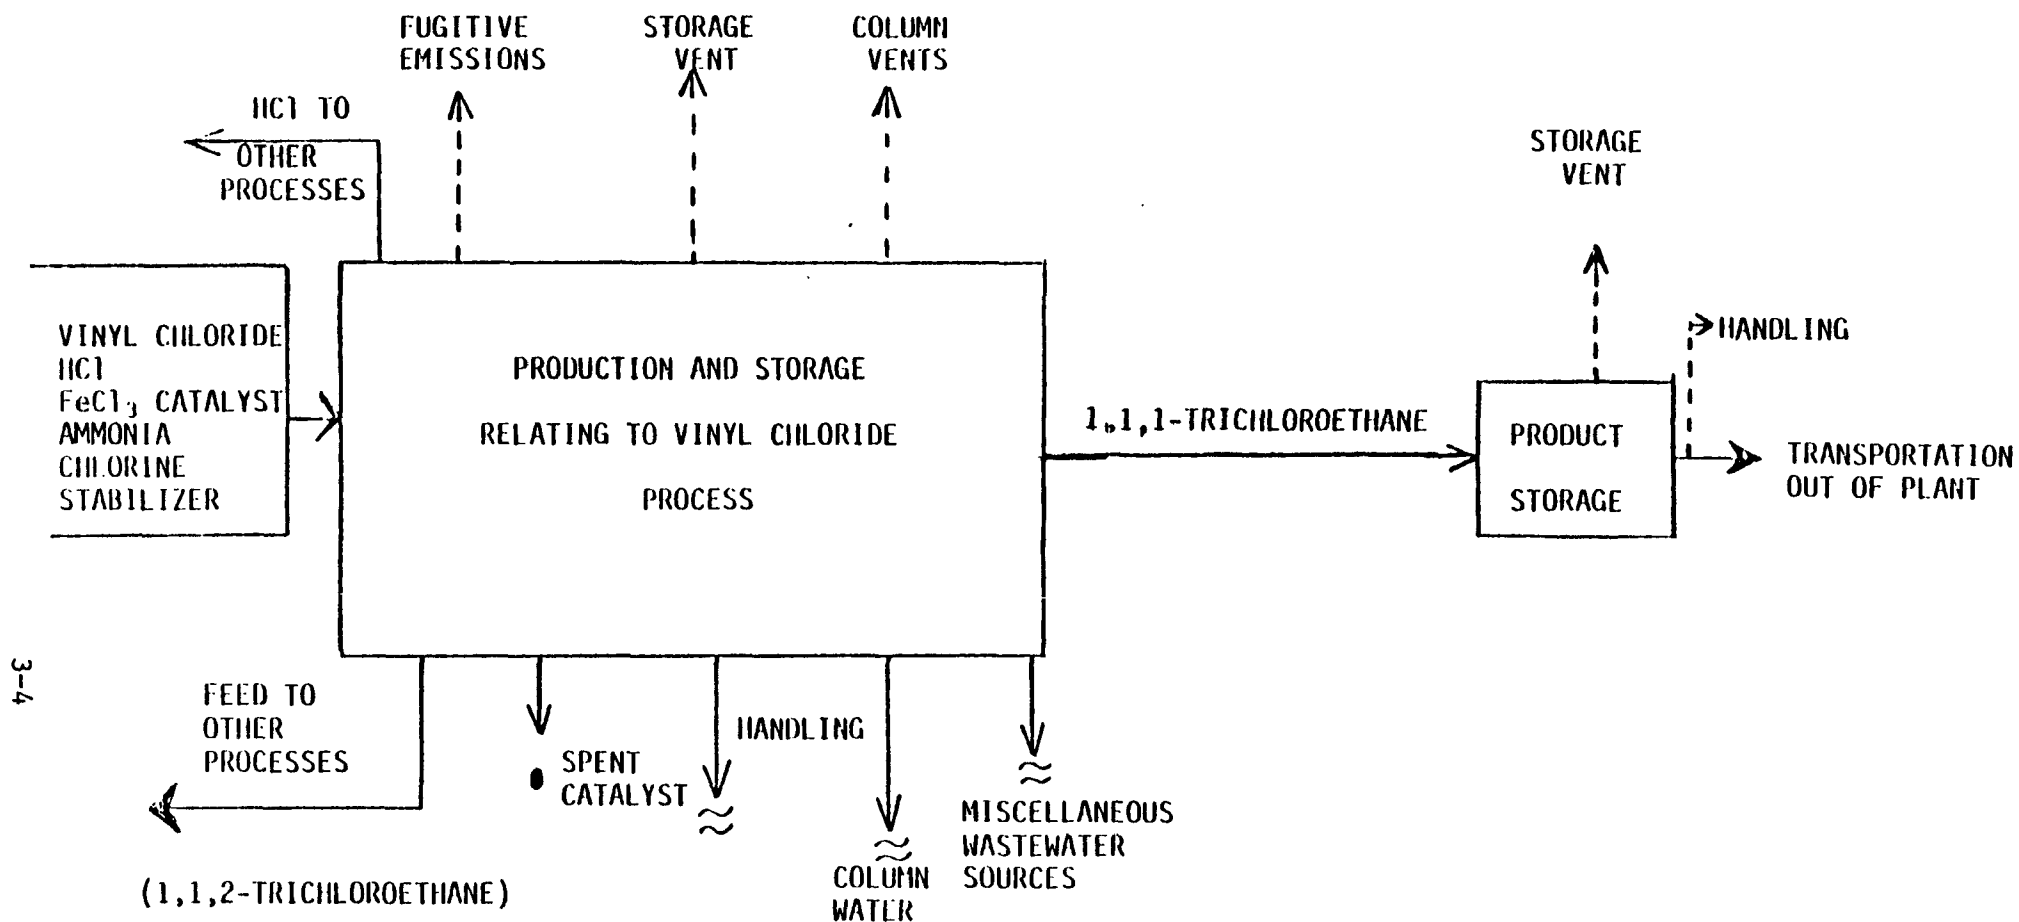 FUGITIVE
EMISSIONS
STORAGE
VENT
COLUMN
VENTS
HCl TO
OTHER
PROCESSES
STORAGE
VENT
VINYL CHLORIDE
HCl
FeCl₃ CATALYST
AMMONIA
CHLORINE
STABILIZER
PRODUCTION AND STORAGE
RELATING TO VINYL CHLORIDE
PROCESS
1,1,1-TRICHLOROETHANE
PRODUCT
STORAGE
HANDLING
TRANSPORTATION
OUT OF PLANT
3-4
FEED TO
OTHER
PROCESSES
(1,1,2-TRICHLOROETHANE)
SPENT
CATALYST
HANDLING
COLUMN
WATER
MISCELLANEOUS
WASTEWATER
SOURCES